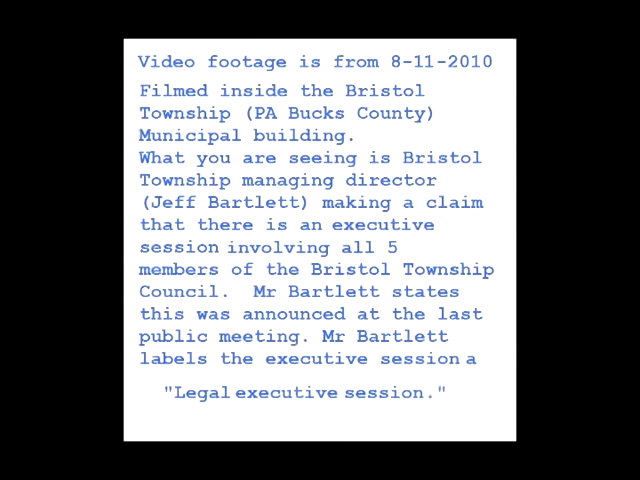 Video footage is from 8-11-2010
Filmed inside the Bristol
Township (PA Bucks County)
Municipal building.
What you are seeing is Bristol
Township managing director
(Jeff Bartlett) making a claim
that there is an executive
session involving all 5
members of the Bristol Township
Council.  Mr Bartlett states
this was announced at the last
public meeting. Mr Bartlett
labels the executive session a
"Legal executive session."